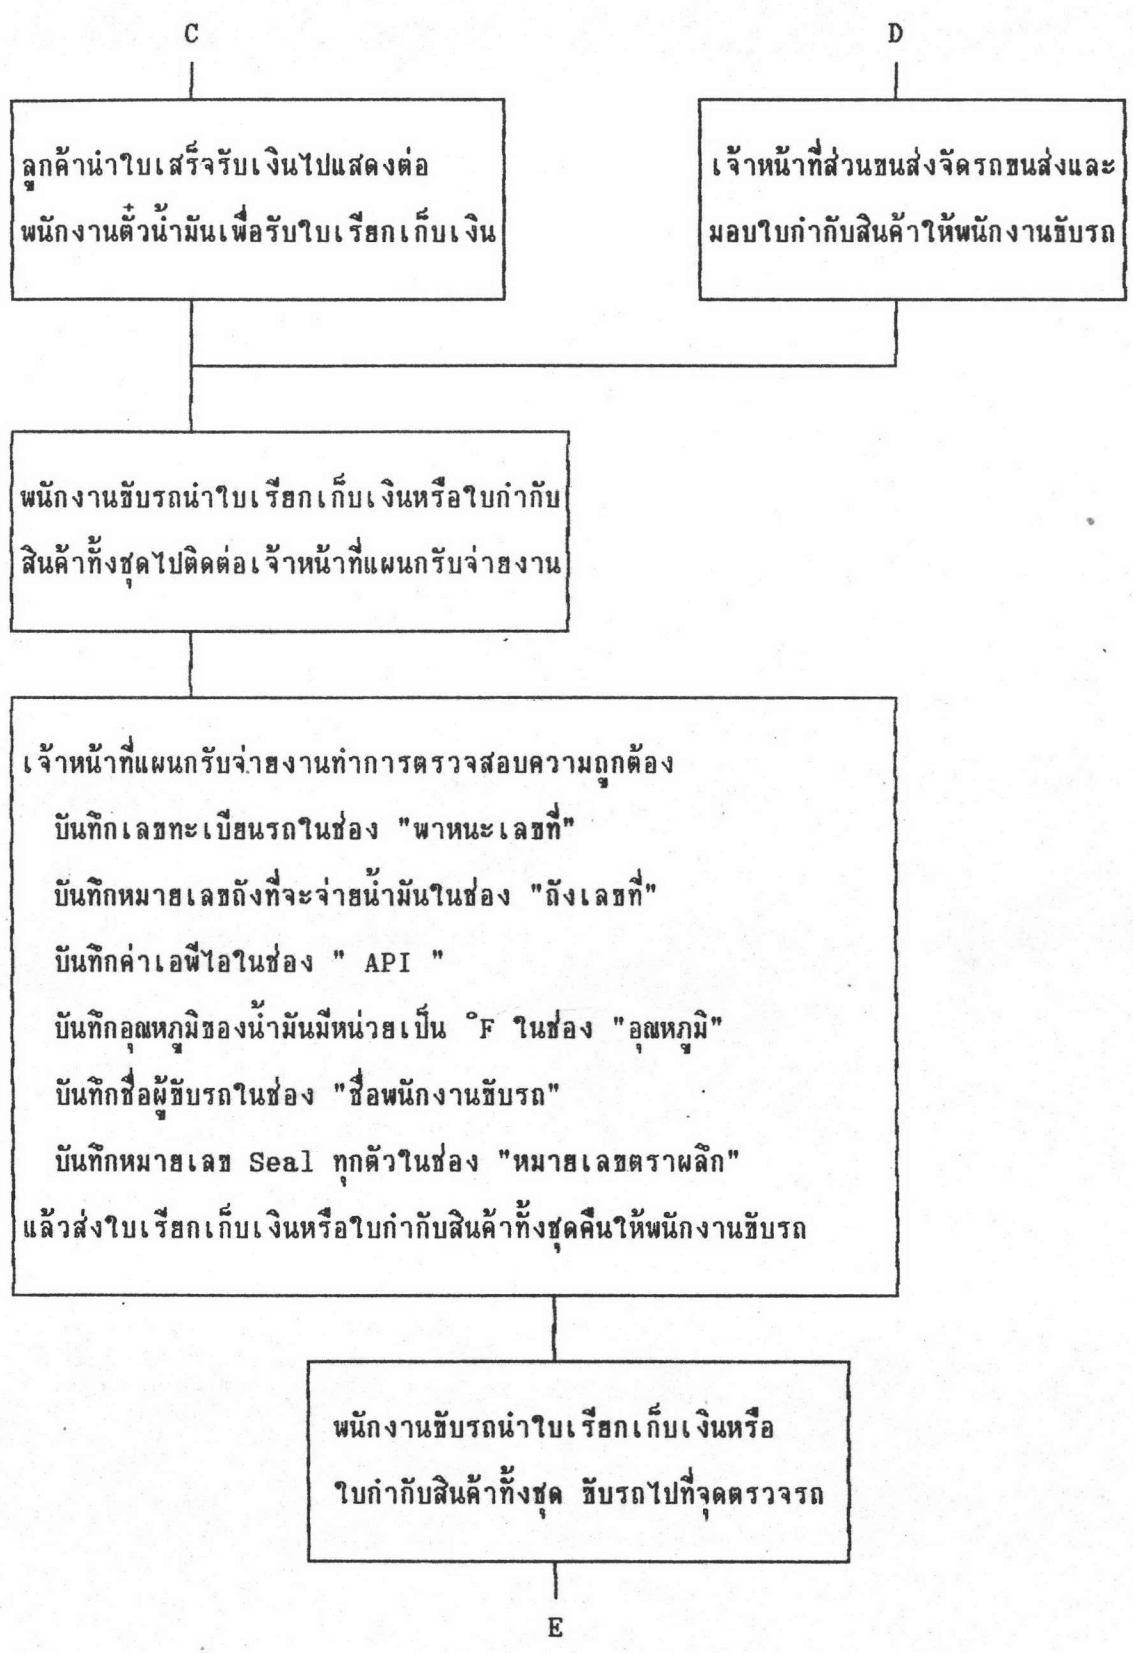 C
D
ลูกค้านำใบเสร็จรับเงินไปแสดงต่อ
พนักงานตั๋วน้ำมันเพื่อรับใบเรียกเก็บเงิน
เจ้าหน้าที่ส่วนขนส่งจัดรถขนส่งและ
มอบใบกำกับสินค้าให้พนักงานขับรถ
พนักงานขับรถนำใบเรียกเก็บเงินหรือใบกำกับ
สินค้าทั้งชุดไปติดต่อเจ้าหน้าที่แผนกรับจ่ายงาน
เจ้าหน้าที่แผนกรับจ่ายงานทำการตรวจสอบความถูกต้อง
บันทึกเลขทะเบียนรถในช่อง "พาหนะเลขที่"
บันทึกหมายเลขถังที่จะจ่ายน้ำมันในช่อง "ถังเลขที่"
บันทึกค่าเอพีไอในช่อง " API "
บันทึกอุณหภูมิของน้ำมันมีหน่วยเป็น °F ในช่อง "อุณหภูมิ"
บันทึกชื่อผู้ขับรถในช่อง "ชื่อพนักงานขับรถ"
บันทึกหมายเลข Seal ทุกตัวในช่อง "หมายเลขตราผลึก"
แล้วส่งใบเรียกเก็บเงินหรือใบกำกับสินค้าทั้งชุดคืนให้พนักงานขับรถ
พนักงานขับรถนำใบเรียกเก็บเงินหรือ
ใบกำกับสินค้าทั้งชุด ขับรถไปที่จุดตรวจรถ
E